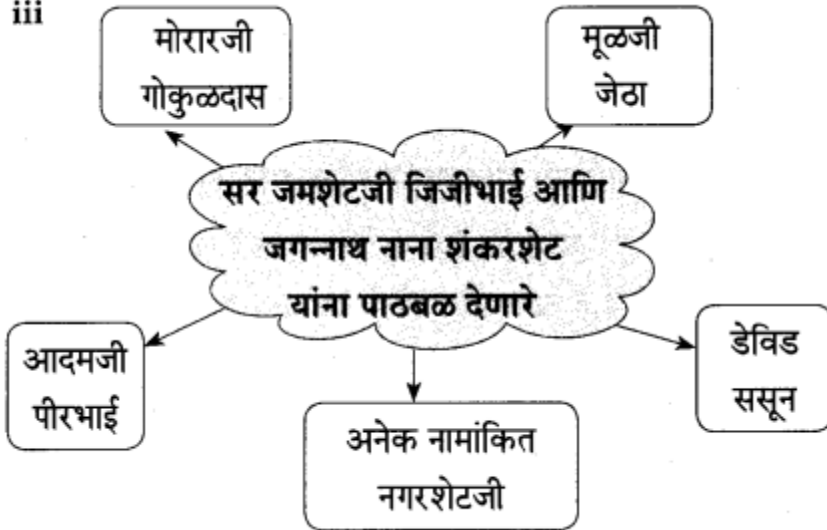 iii
मोरारजी
गोकुळदास
मूळजी
जेठा
सर जमशेटजी जिजीभाई आणि
जगन्नाथ नाना शंकरशेट
यांना पाठबळ देणारे
आदमजी
पीरभाई
अनेक नामांकित
नगरशेटजी
डेविड
ससून